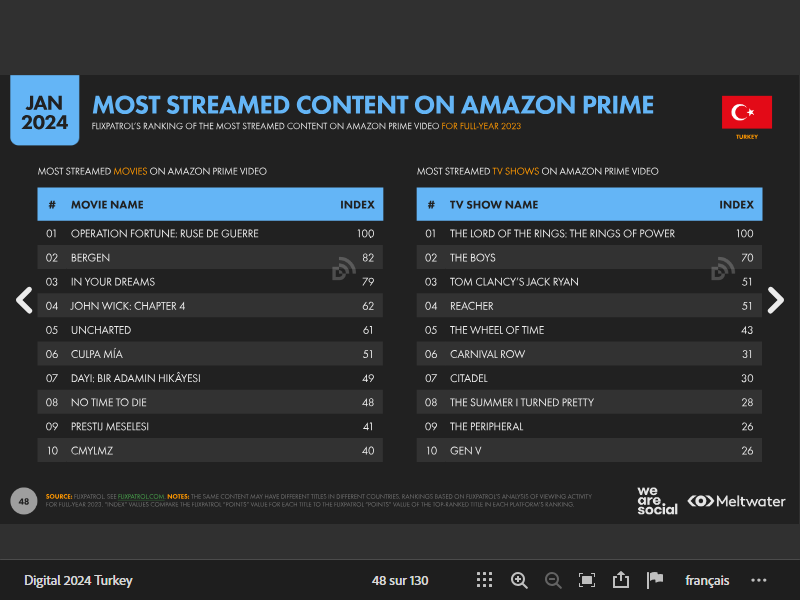 JAN
2024
MOST STREAMED CONTENT ON AMAZON PRIME
FLIXPATROL'S RANKING OF THE MOST STREAMED CONTENT ON AMAZON PRIME VIDEO FOR FULL-YEAR 2023
TURKEY
MOST STREAMED MOVIES ON AMAZON PRIME VIDEO
# MOVIE NAME INDEX
01 OPERATION FORTUNE: RUSE DE GUERRE 100
02 BERGEN 82
03 IN YOUR DREAMS 79
04 JOHN WICK: CHAPTER 4 62
05 UNCHARTED 61
06 CULPA MÍA 51
07 DAYI: BIR ADAMIN HIKÂYESI 49
08 NO TIME TO DIE 48
09 PRESTIJ MESELESI 41
10 CMYLMZ 40
MOST STREAMED TV SHOWS ON AMAZON PRIME VIDEO
# TV SHOW NAME INDEX
01 THE LORD OF THE RINGS: THE RINGS OF POWER 100
02 THE BOYS 70
03 TOM CLANCY'S JACK RYAN 51
04 REACHER 51
05 THE WHEEL OF TIME 43
06 CARNIVAL ROW 31
07 CITADEL 30
08 THE SUMMER I TURNED PRETTY 28
09 THE PERIPHERAL 26
10 GEN V 26
48
SOURCE: FLIXPATROL. SEE FLIXPATROL.COM. NOTES: THE SAME CONTENT MAY HAVE DIFFERENT TITLES IN DIFFERENT COUNTRIES. RANKINGS BASED ON FLIXPATROL'S ANALYSIS OF VIEWING ACTIVITY
FOR FULL-YEAR 2023. "INDEX" VALUES COMPARE THE FLIXPATROL "POINTS" VALUE FOR EACH TITLE TO THE FLIXPATROL "POINTS" VALUE OF THE TOP-RANKED TITLE IN EACH PLATFORM'S RANKING.
we
are
social
Meltwater
Digital 2024 Turkey
48 sur 130
français